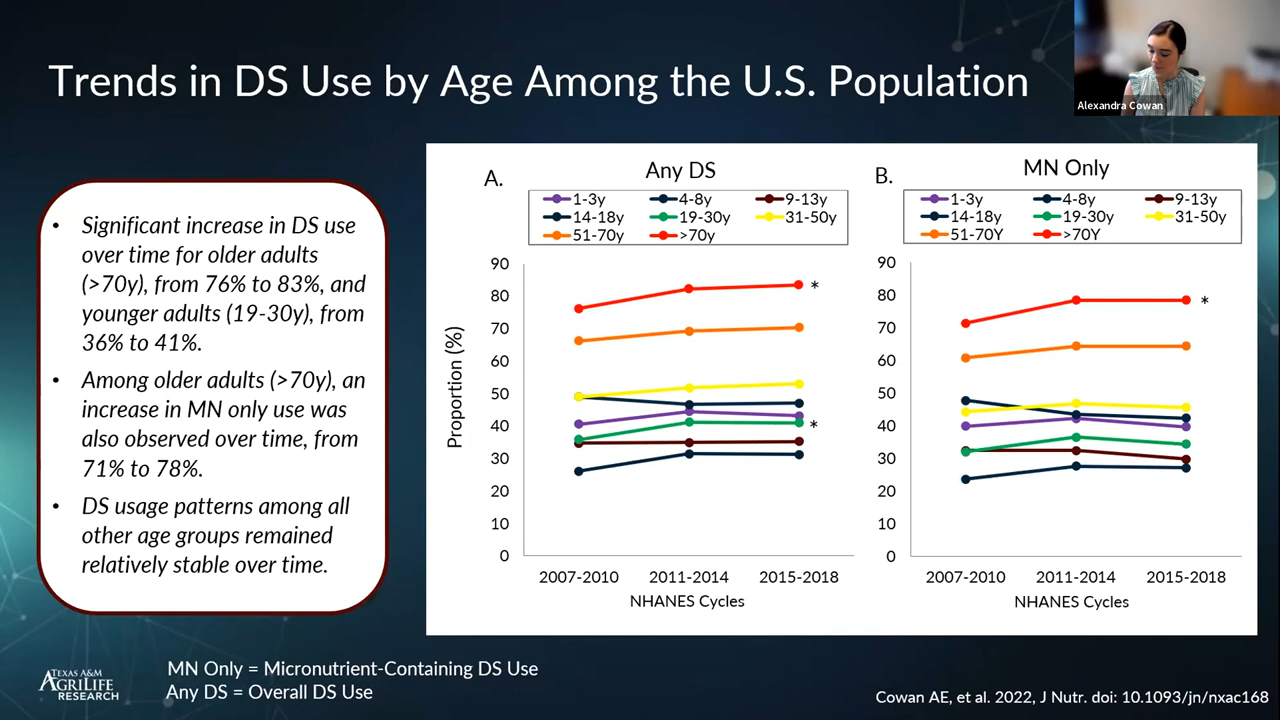 Trends in DS Use by Age Among the U.S. Population
Alexandra Cowan
• Significant increase in DS use
over time for older adults
(>70y), from 76% to 83%, and
younger adults (19-30y), from
36% to 41%.
• Among older adults (>70y), an
increase in MN only use was
also observed over time, from
71% to 78%.
• DS usage patterns among all
other age groups remained
relatively stable over time.
A.
Any DS
1-3y 4-8y 9-13y
14-18y 19-30y 31-50y
51-70y >70y
Proportion (%)
90
80
70
60
50
40
30
20
10
0
*
*
2007-2010 2011-2014 2015-2018
NHANES Cycles
B.
MN Only
1-3y 4-8y 9-13y
14-18y 19-30y 31-50y
51-70Y >70Y
90
80
70
60
50
40
30
20
10
0
*
2007-2010 2011-2014 2015-2018
NHANES Cycles
TEXAS A&M
AGRILIFE
RESEARCH
MN Only = Micronutrient-Containing DS Use
Any DS = Overall DS Use
Cowan AE, et al. 2022, J Nutr. doi: 10.1093/jn/nxac168